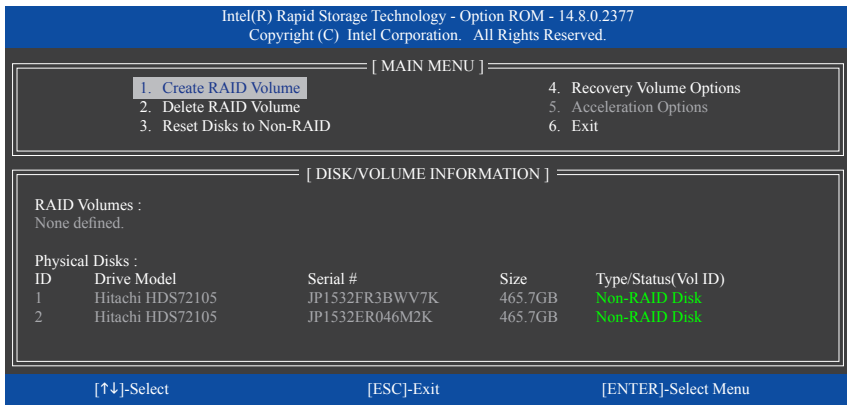 Intel(R) Rapid Storage Technology - Option ROM - 14.8.0.2377
Copyright (C) Intel Corporation. All Rights Reserved.
[ MAIN MENU ]
1. Create RAID Volume
2. Delete RAID Volume
3. Reset Disks to Non-RAID
4. Recovery Volume Options
5. Acceleration Options
6. Exit
[ DISK/VOLUME INFORMATION ]
RAID Volumes :
None defined.
Physical Disks :
ID Drive Model Serial # Size Type/Status(Vol ID)
1 Hitachi HDS72105 JP1532FR3BWV7K 465.7GB Non-RAID Disk
2 Hitachi HDS72105 JP1532ER046M2K 465.7GB Non-RAID Disk
[↑↓]-Select [ESC]-Exit [ENTER]-Select Menu